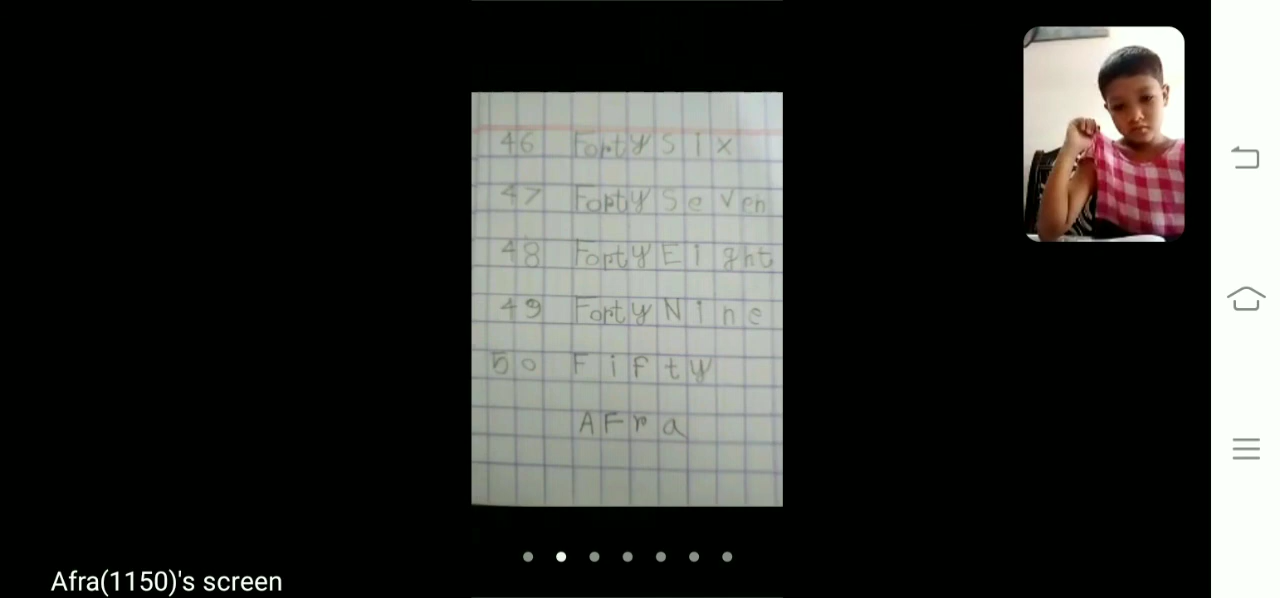 46 Forty Six
47 Forty Seven
48 Forty Eight
49 Forty Nine
50 Fifty
AFra
Afra(1150)'s screen